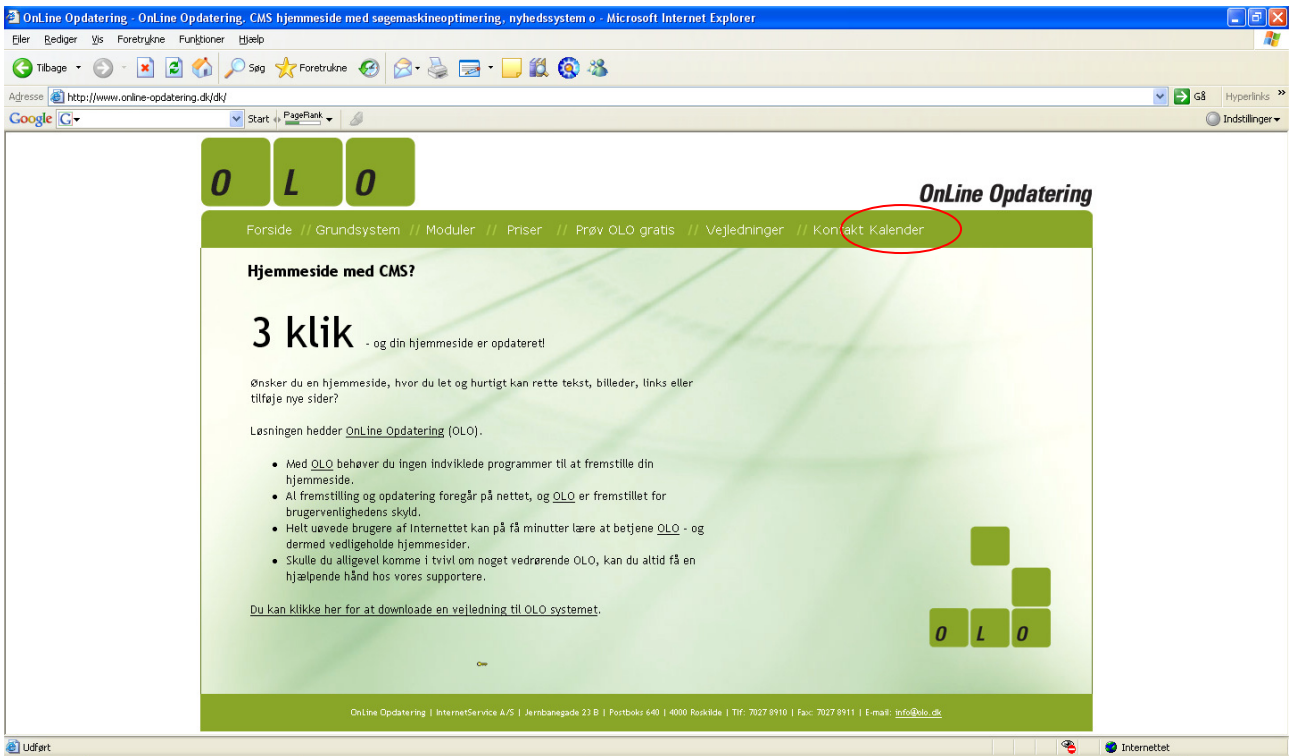 OnLine Opdatering - OnLine Opdatering. CMS hjemmeside med søgemaskineoptimering, nyhedssystem o - Microsoft Internet Explorer
Filer Rediger Vis Foretrukne Funktioner Hjælp
Tilbage Søg Foretrukne
Adresse http://www.online-opdatering.dk/dk/ Gå Hyperlinks »
Google G Start PageRank Indstillinger
O L O
OnLine Opdatering
Forside // Grundsystem // Moduler // Priser // Prøv OLO gratis // Vejledninger // Kontakt Kalender
Hjemmeside med CMS?
3 klik - og din hjemmeside er opdateret!
Ønsker du en hjemmeside, hvor du let og hurtigt kan rette tekst, billeder, links eller
tilføje nye sider?
Løsningen hedder OnLine Opdatering (OLO).
• Med OLO behøver du ingen indviklede programmer til at fremstille din
hjemmeside.
• Al fremstilling og opdatering foregår på nettet, og OLO er fremstillet for
brugervenlighedens skyld.
• Helt uøvede brugere af Internettet kan på få minutter lære at betjene OLO - og
dermed vedligeholde hjemmesider.
• Skulle du alligevel komme i tvivl om noget vedrørende OLO, kan du altid få en
hjælpende hånd hos vores supportere.
Du kan klikke her for at downloade en vejledning til OLO systemet.
O L O
OnLine Opdatering | InternetService A/S | Jernbanegade 23 B | Postboks 640 | 4000 Roskilde | Tlf: 7027 8910 | Fax: 7027 8911 | E-mail: info@olo.dk
Udført Internettet